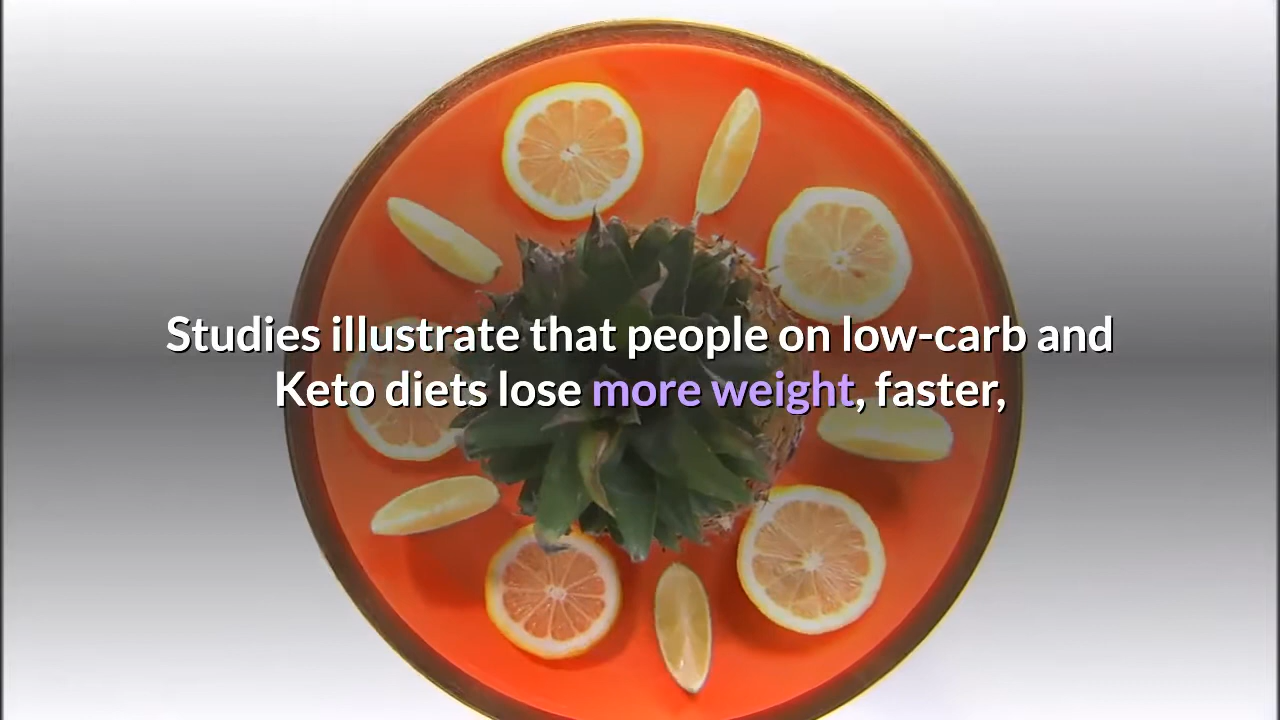 Studies illustrate that people on low-carb and
Keto diets lose more weight, faster,